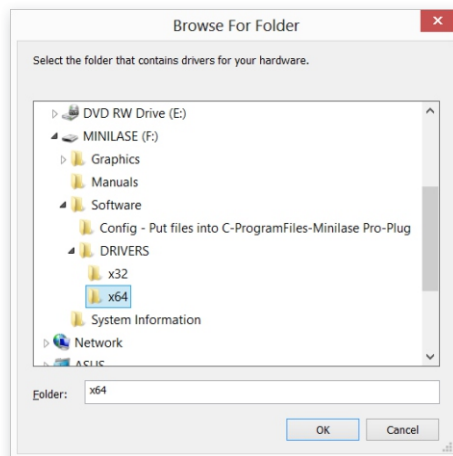 Browse For Folder
Select the folder that contains drivers for your hardware.
DVD RW Drive (E:)
MINILASE (F:)
Graphics
Manuals
Software
Config - Put files into C-ProgramFiles-Minilase Pro-Plug
DRIVERS
x32
x64
System Information
Network
ASUS
Folder: x64
OK Cancel